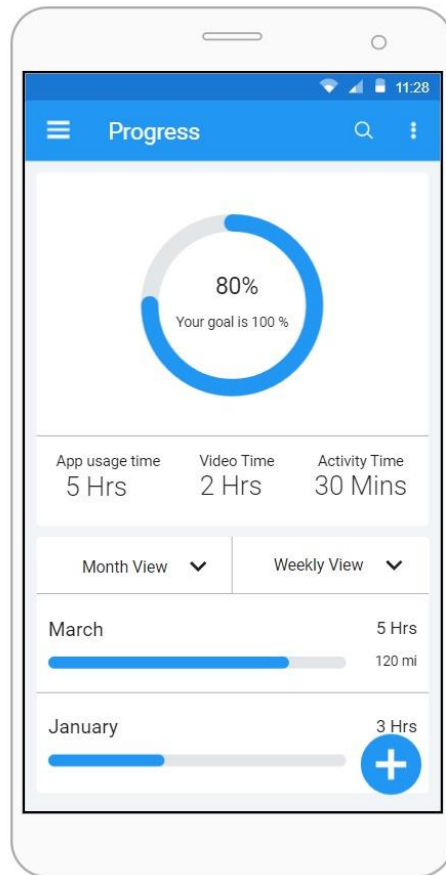 11:28
Progress
80%
Your goal is 100 %
App usage time Video Time Activity Time
5 Hrs 2 Hrs 30 Mins
Month View Weekly View
March 5 Hrs
120 mi
January 3 Hrs